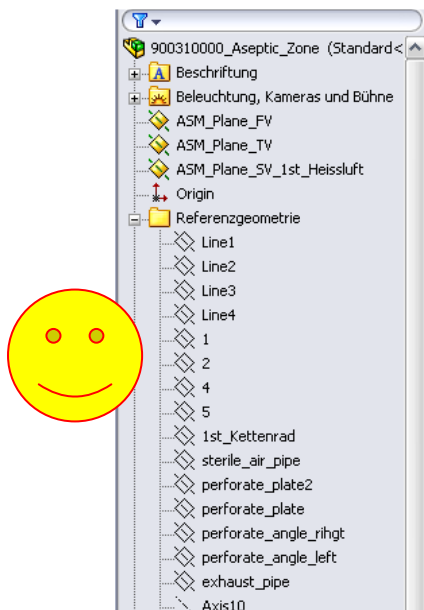 900310000_Aseptic_Zone (Standard<
A Beschriftung
Beleuchtung, Kameras und Bühne
ASM_Plane_FV
ASM_Plane_TV
ASM_Plane_SV_1st_Heissluft
Origin
Referenzgeometrie
Line1
Line2
Line3
Line4
1
2
4
5
1st_Kettenrad
sterile_air_pipe
perforate_plate2
perforate_plate
perforate_angle_rihgt
perforate_angle_left
exhaust_pipe
Axis10